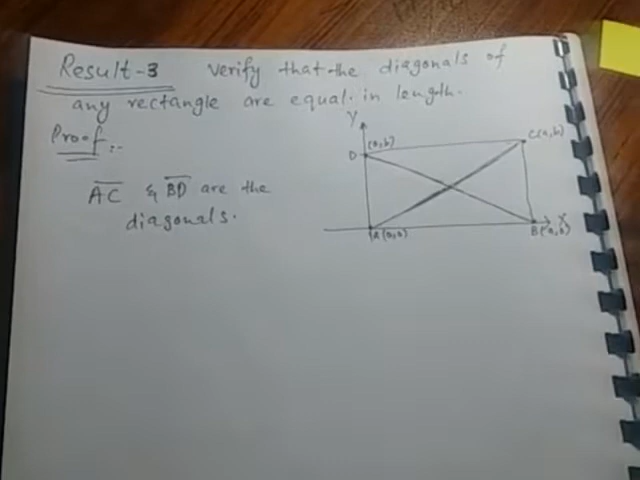 Result-3 Verify that the diagonals of
any rectangle are equal in length.
Proof:-
AC & BD are the
diagonals.
Y
D (0,b)
C(a,b)
A(0,0)
B(a,0) X